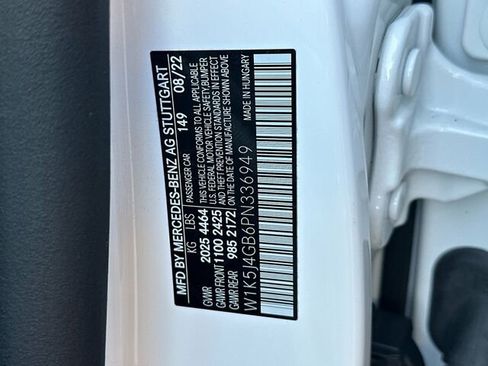 MFD BY MERCEDES-BENZ AG STUTTGART
PASSENGER CAR 149 08/22
KG LBS
GVWR 2025 4464
GAWR FRONT 1100 2425
GAWR REAR 985 2172
THIS VEHICLE CONFORMS TO ALL APPLICABLE
U.S. FEDERAL MOTOR VEHICLE SAFETY,BUMPER
AND THEFT PREVENTION STANDARDS IN EFFECT
ON THE DATE OF MANUFACTURE SHOWN ABOVE
MADE IN HUNGARY
W1K5J4GB6PN336949